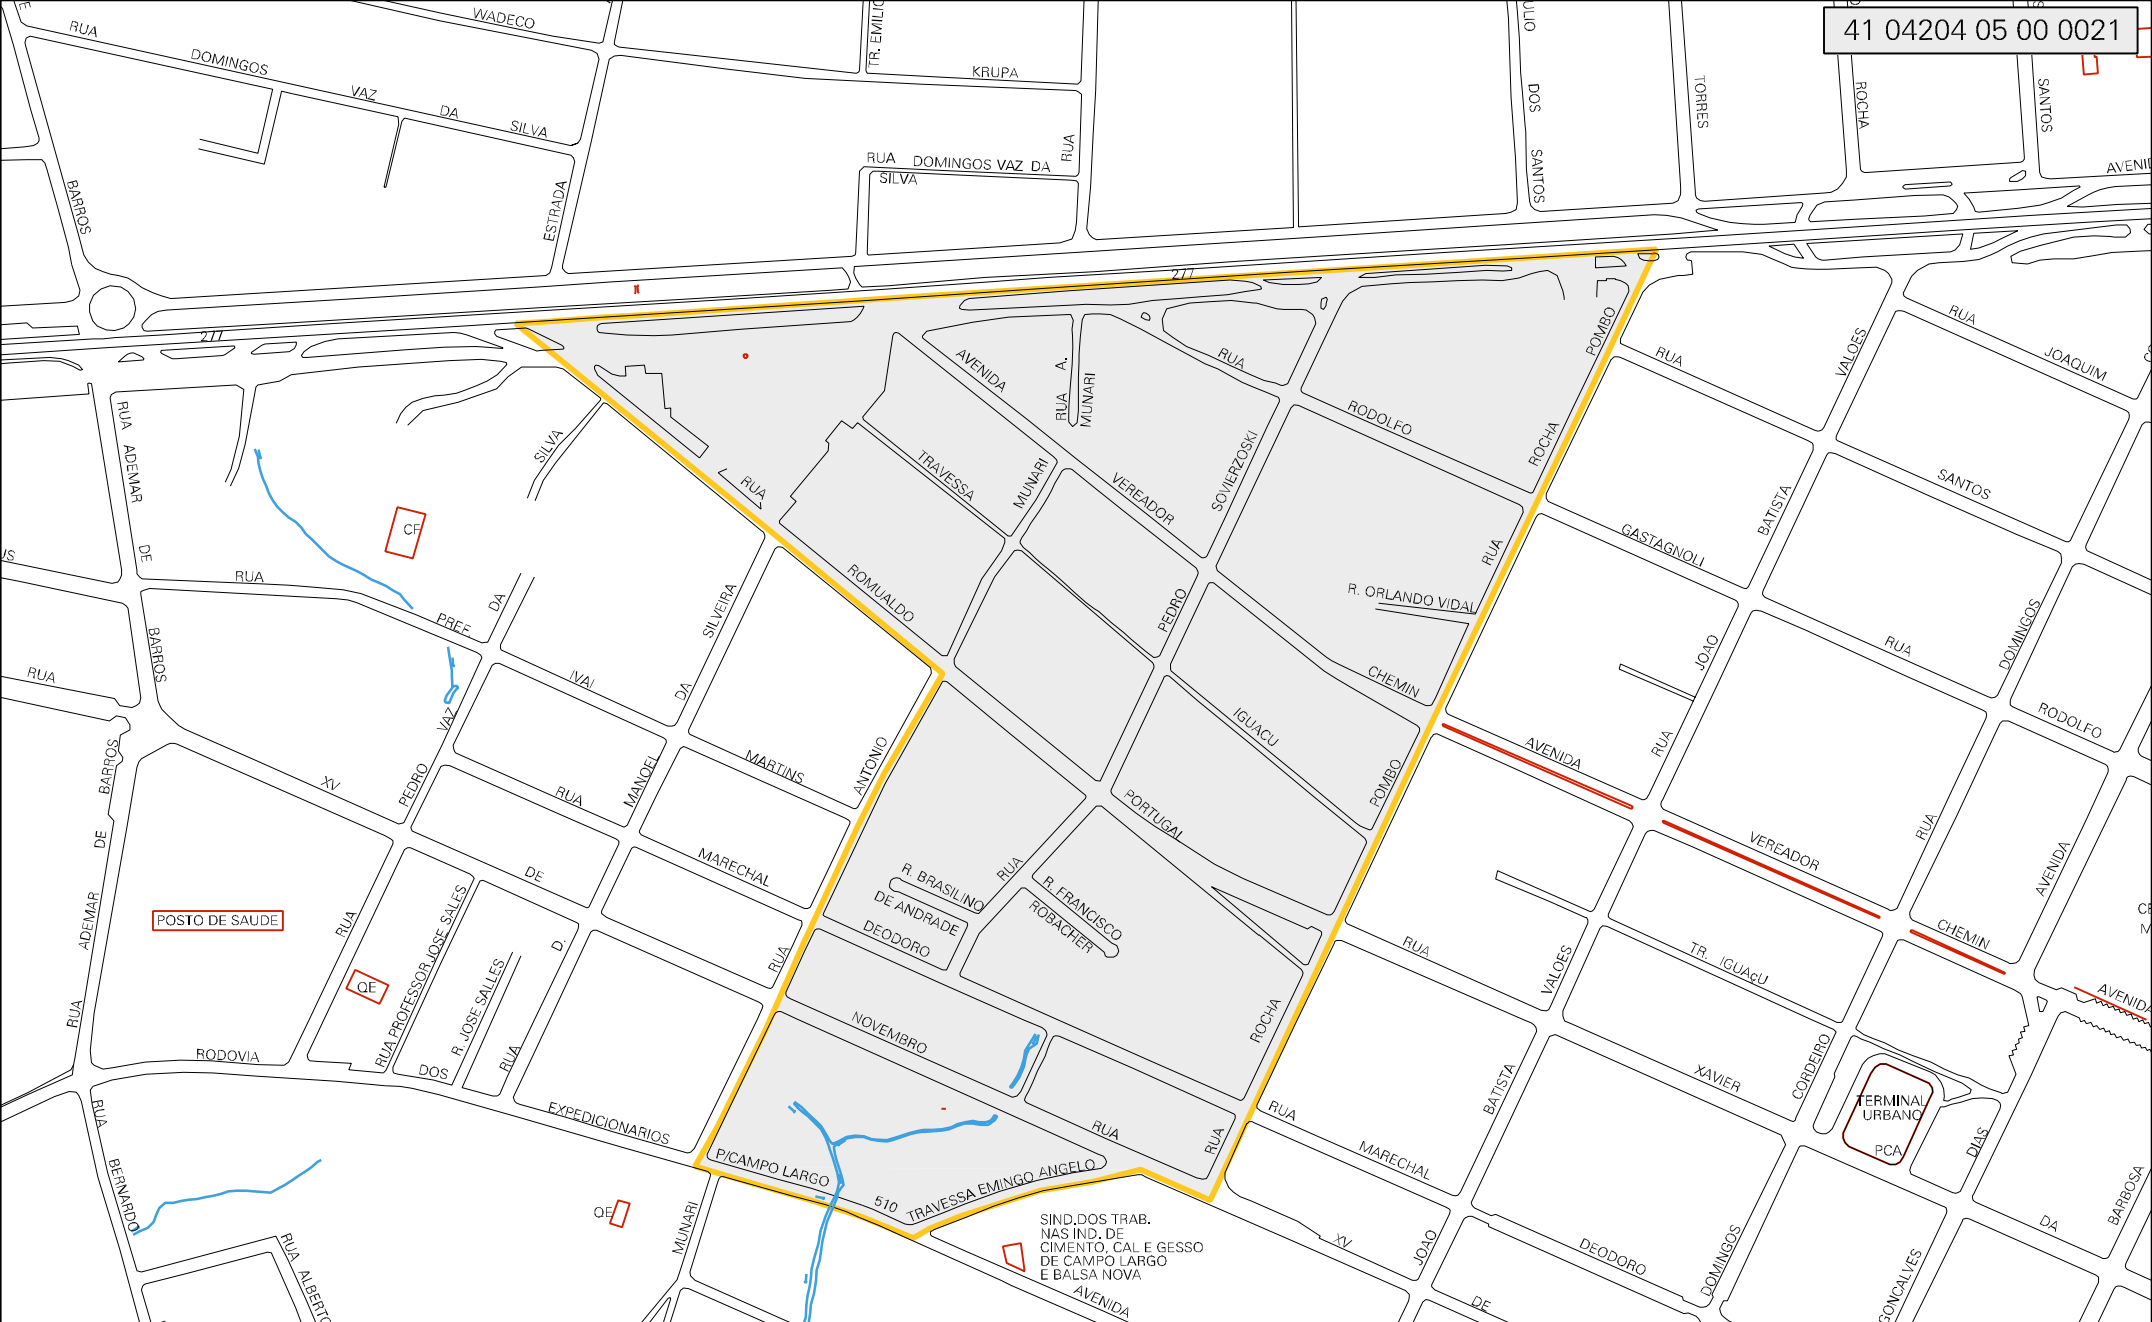 41 04204 05 00 0021
WADECO
RUA
DOMINGOS
VAZ
DA
SILVA
TR. EMILIO
KRUPA
RUA
RUA DOMINGOS VAZ DA
SILVA
DOS
SANTOS
TORRES
ROCHA
SANTOS
BARROS
ESTRADA
277
277
POMBO
RUA
JOAQUIM
VALOES
RUA
AVENIDA
RUA A.
MUNARI
RUA
RODOLFO
ROCHA
SOVIERZOSKI
RUA ADEMAR
DE
BARROS
SILVA
CF
RUA
TRAVESSA
MUNARI
VEREADOR
SANTOS
BATISTA
GASTAGNOLI
RUA
RUA
PREF
DA
SILVEIRA
ROMUALDO
PEDRO
R. ORLANDO VIDAL
JOAO
RUA
DOMINGOS
RUA
IVAI
DA
VAZ
CHEMIN
IGUACU
RODOLFO
RUA
AVENIDA
BARROS
XV
PEDRO
RUA
MANOEL
MARTINS
ANTONIO
POMBO
PORTUGAL
VEREADOR
RUA
AVENIDA
DE
DE
MARECHAL
RUA
R. BRASILINO
DE ANDRADE
R. FRANCISCO
ROBACHER
DEODORO
ADEMAR
POSTO DE SAUDE
RUA
RUA PROFESSOR JOSE SALES
D.
R. JOSE SALLES
RUA
RUA
VALOES
TR. IGUAçU
CHEMIN
AVENIDA
QE
RUA
RODOVIA
DOS
RUA
NOVEMBRO
ROCHA
XAVIER
CORDEIRO
BATISTA
TERMINAL
URBANO
PCA
DIAS
RUA
EXPEDICIONARIOS
RUA
RUA
RUA
MARECHAL
P/CAMPO LARGO
510
TRAVESSA EMINGO ANGELO
BERNARDO
QE
MUNARI
SIND.DOS TRAB.
NAS IND. DE
CIMENTO, CAL E GESSO
DE CAMPO LARGO
E BALSA NOVA
XV
JOAO
DEODORO
DOMINGOS
DA
BARBOSA
GONCALVES
RUA ALBERTO
AVENIDA
DE